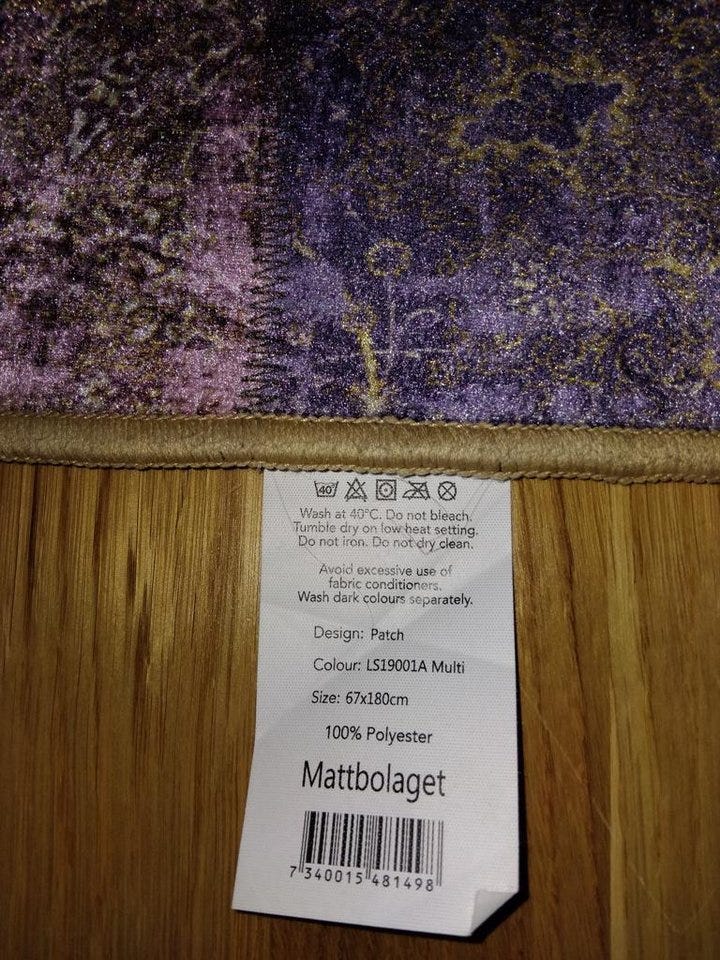 40°
Wash at 40°C. Do not bleach.
Tumble dry on low heat setting.
Do not iron. Do not dry clean.
Avoid excessive use of
fabric conditioners.
Wash dark colours separately.
Design: Patch
Colour: LS19001A Multi
Size: 67x180cm
100% Polyester
Mattbolaget
7 340015 481498